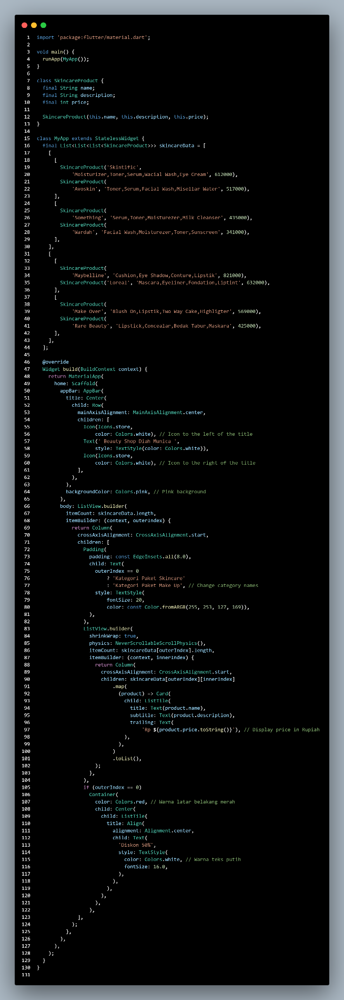 1 import 'package:flutter/material.dart';
2
3 void main() {
4   runApp(MyApp());
5 }
6
7 class SkincareProduct {
8   final String name;
9   final String description;
10   final int price;
11
12   SkincareProduct(this.name, this.description, this.price);
13 }
14
15 class MyApp extends StatelessWidget {
16   final List<List<List<SkincareProduct>>> skincareData = [
17     [
18       [
19         SkincareProduct('Skintific',
20             'Moisturizer,Toner,Serum,Wacial Wash,Eye Cream', 612000),
21         SkincareProduct(
22             'Avoskin', 'Toner,Serum,Facial Wash,Misellar Water', 517000),
23       ],
24       [
25         SkincareProduct(
26             'Something', 'Serum,Toner,Moisturezer,Milk Cleanser', 435000),
27         SkincareProduct(
28             'Wardah', 'Facial Wash,Moisturezer,Toner,Sunscreen', 341000),
29       ],
30     ],
31     [
32       [
33         SkincareProduct(
34             'Maybelline', 'Cushion,Eye Shadow,Conture,Lipstik', 821000),
35         SkincareProduct('Loreal', 'Mascara,Eyeliner,Fondation,Liptint', 632000),
36       ],
37       [
38         SkincareProduct(
39             'Make Over', 'Blush On,Lipstik,Two Way Cake,Highligter', 569000),
40         SkincareProduct(
41             'Rare Beauty', 'Lipstick,Concealar,Bedak Tabur,Maskara', 425000),
42       ],
43     ],
44   ];
45
46   @override
47   Widget build(BuildContext context) {
48     return MaterialApp(
49       home: Scaffold(
50         appBar: AppBar(
51           title: Center(
52             child: Row(
53               mainAxisAlignment: MainAxisAlignment.center,
54               children: [
55                 Icon(Icons.store,
56                     color: Colors.white), // Icon to the left of the title
57                 Text(' Beauty Shop Diah Munica ',
58                     style: TextStyle(color: Colors.white)),
59                 Icon(Icons.store,
60                     color: Colors.white), // Icon to the right of the title
61               ],
62             ),
63           ),
64           backgroundColor: Colors.pink, // Pink background
65         ),
66         body: ListView.builder(
67           itemCount: skincareData.length,
68           itemBuilder: (context, outerIndex) {
69             return Column(
70               crossAxisAlignment: CrossAxisAlignment.start,
71               children: [
72                 Padding(
73                   padding: const EdgeInsets.all(8.0),
74                   child: Text(
75                     outerIndex == 0
76                         ? 'Kategori Paket Skincare'
77                         : 'Kategori Paket Make Up', // Change category names
78                     style: TextStyle(
79                         fontSize: 20,
80                         color: const Color.fromARGB(255, 253, 127, 169)),
81                   ),
82                 ),
83                 ListView.builder(
84                   shrinkWrap: true,
85                   physics: NeverScrollableScrollPhysics(),
86                   itemCount: skincareData[outerIndex].length,
87                   itemBuilder: (context, innerIndex) {
88                     return Column(
89                       crossAxisAlignment: CrossAxisAlignment.start,
90                       children: skincareData[outerIndex][innerIndex]
91                           .map(
92                             (product) => Card(
93                               child: ListTile(
94                                 title: Text(product.name),
95                                 subtitle: Text(product.description),
96                                 trailing: Text(
97                                     'Rp ${product.price.toString()}'), // Display price in Rupiah
98                               ),
99                             ),
100                           )
101                           .toList(),
102                     );
103                   },
104                 ),
105                 if (outerIndex == 0)
106                   Container(
107                     color: Colors.red, // Warna latar belakang merah
108                     child: Center(
109                       child: ListTile(
110                         title: Align(
111                           alignment: Alignment.center,
112                           child: Text(
113                             'Diskon 50%',
114                             style: TextStyle(
115                               color: Colors.white, // Warna teks putih
116                               fontSize: 16.0,
117                             ),
118                           ),
119                         ),
120                       ),
121                     ),
122                   ),
123               ],
124             );
125           },
126         ),
127       ),
128     );
129   }
130 }
131